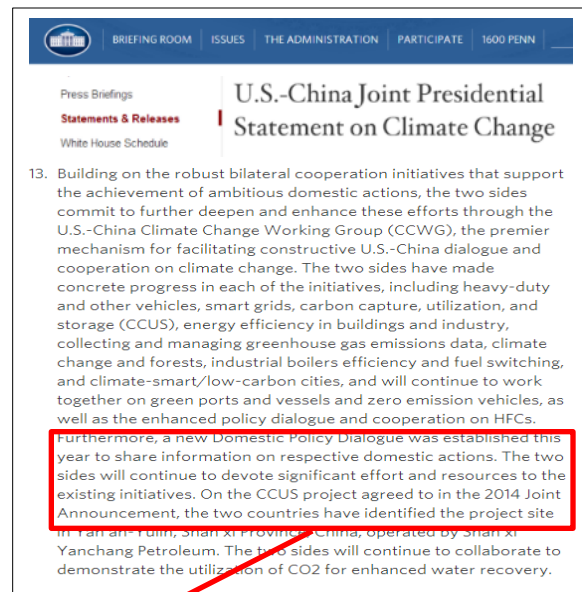 BRIEFING ROOM ISSUES THE ADMINISTRATION PARTICIPATE 1600 PENN
Press Briefings
Statements & Releases
White House Schedule
U.S.-China Joint Presidential
Statement on Climate Change
13. Building on the robust bilateral cooperation initiatives that support
the achievement of ambitious domestic actions, the two sides
commit to further deepen and enhance these efforts through the
U.S.-China Climate Change Working Group (CCWG), the premier
mechanism for facilitating constructive U.S.-China dialogue and
cooperation on climate change. The two sides have made
concrete progress in each of the initiatives, including heavy-duty
and other vehicles, smart grids, carbon capture, utilization, and
storage (CCUS), energy efficiency in buildings and industry,
collecting and managing greenhouse gas emissions data, climate
change and forests, industrial boilers efficiency and fuel switching,
and climate-smart/low-carbon cities, and will continue to work
together on green ports and vessels and zero emission vehicles, as
well as the enhanced policy dialogue and cooperation on HFCs.
Furthermore, a new Domestic Policy Dialogue was established this
year to share information on respective domestic actions. The two
sides will continue to devote significant effort and resources to the
existing initiatives. On the CCUS project agreed to in the 2014 Joint
Announcement, the two countries have identified the project site
in Yan'an-Yulin, Shan'xi Province, China, operated by Shan'xi
Yanchang Petroleum. The two sides will continue to collaborate to
demonstrate the utilization of CO2 for enhanced water recovery.